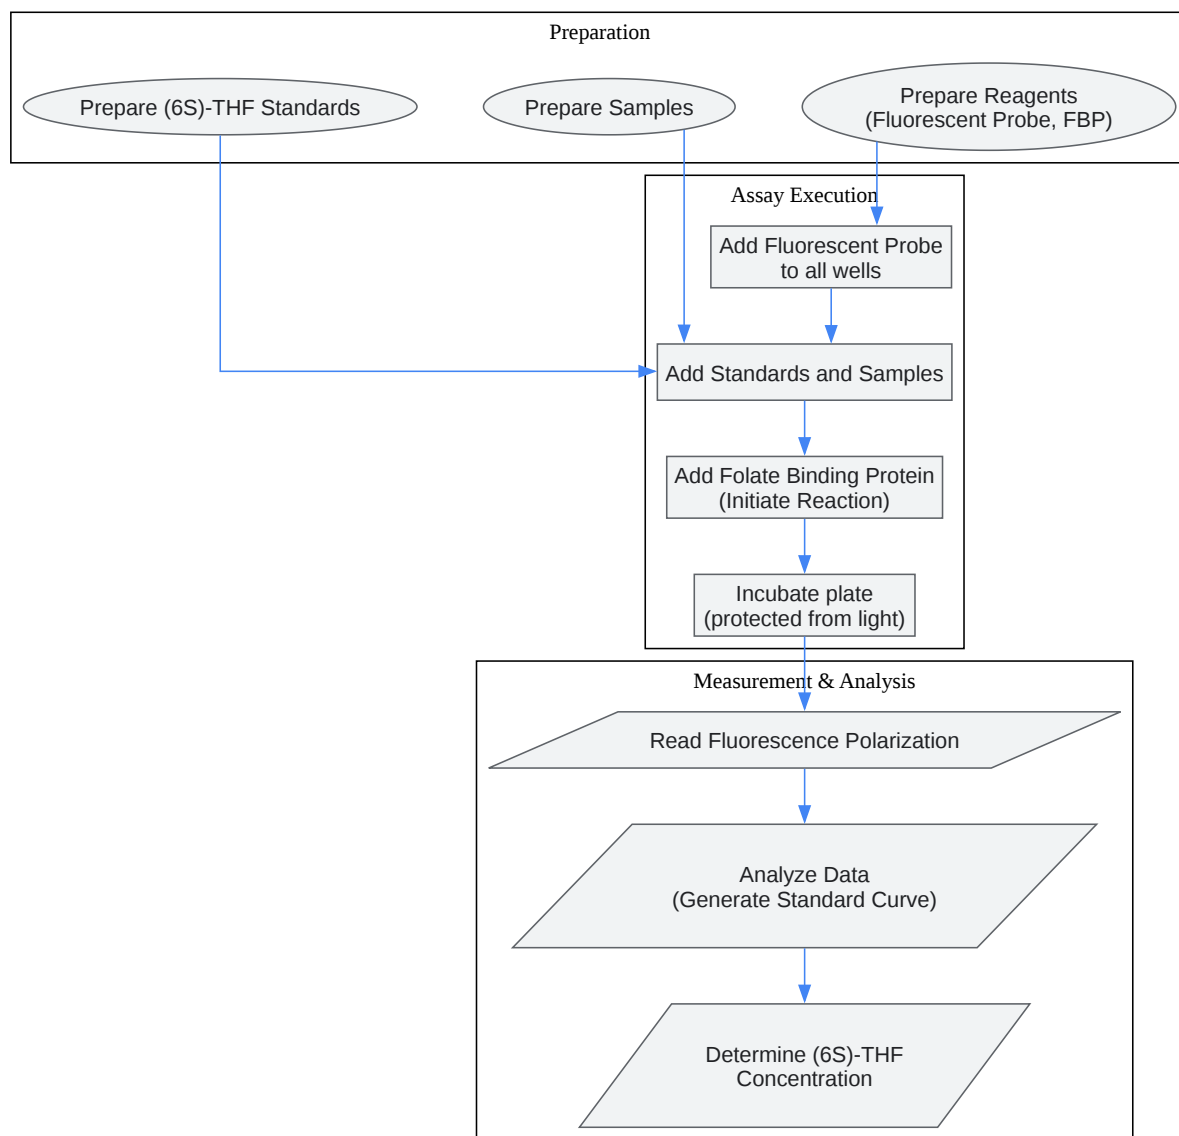 Preparation
Prepare (6S)-THF Standards
Prepare Samples
Prepare Reagents
(Fluorescent Probe, FBP)
Assay Execution
Add Fluorescent Probe
to all wells
Add Standards and Samples
Add Folate Binding Protein
(Initiate Reaction)
Incubate plate
(protected from light)
Measurement & Analysis
Read Fluorescence Polarization
Analyze Data
(Generate Standard Curve)
Determine (6S)-THF
Concentration